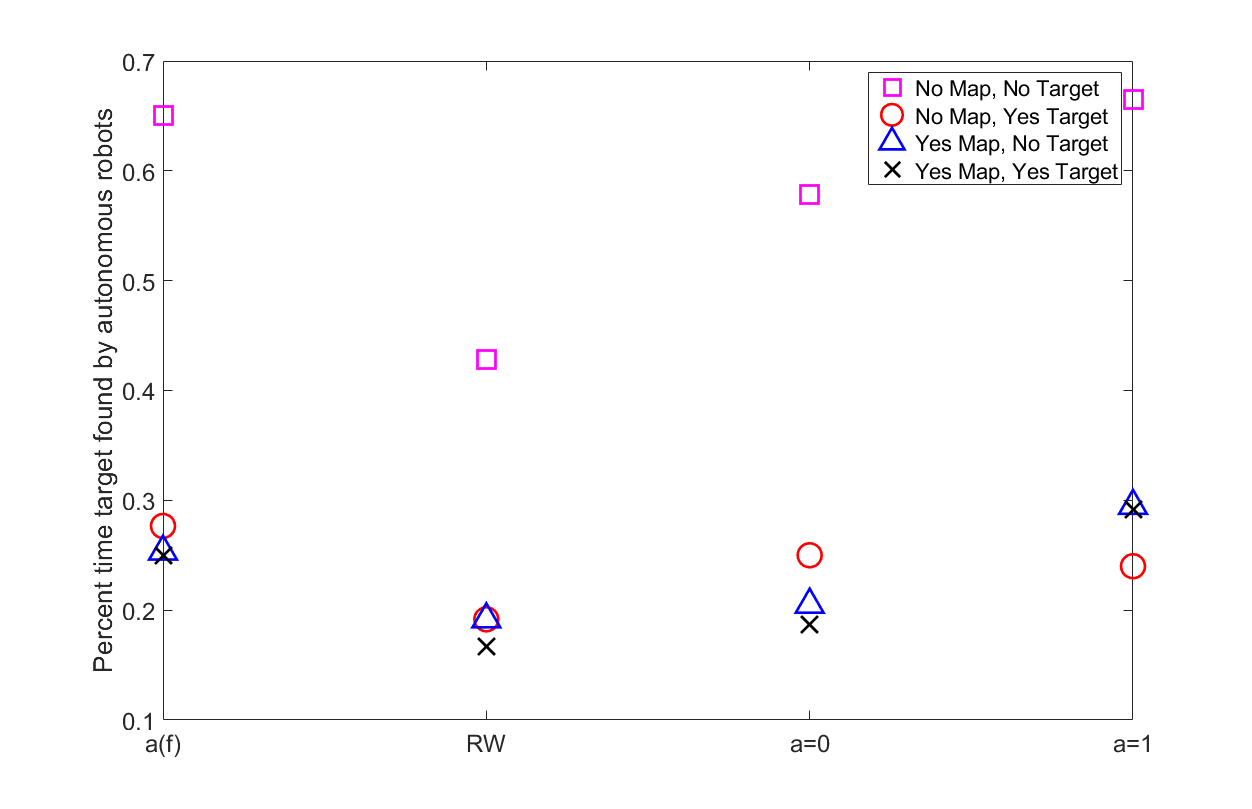 Percent time target found by autonomous robots
0.7
0.6
0.5
0.4
0.3
0.2
0.1
a(f)
RW
a=0
a=1
No Map, No Target
No Map, Yes Target
Yes Map, No Target
Yes Map, Yes Target